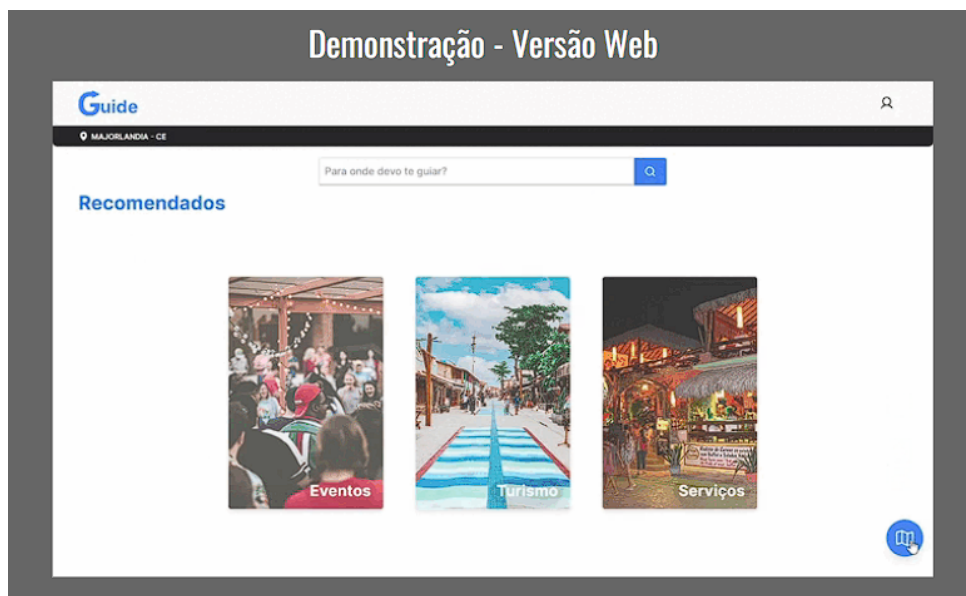 Demonstração - Versão Web
Guide
MAJORLANDIA - CE
Para onde devo te guiar?
Recomendados
Eventos
Turismo
Serviços